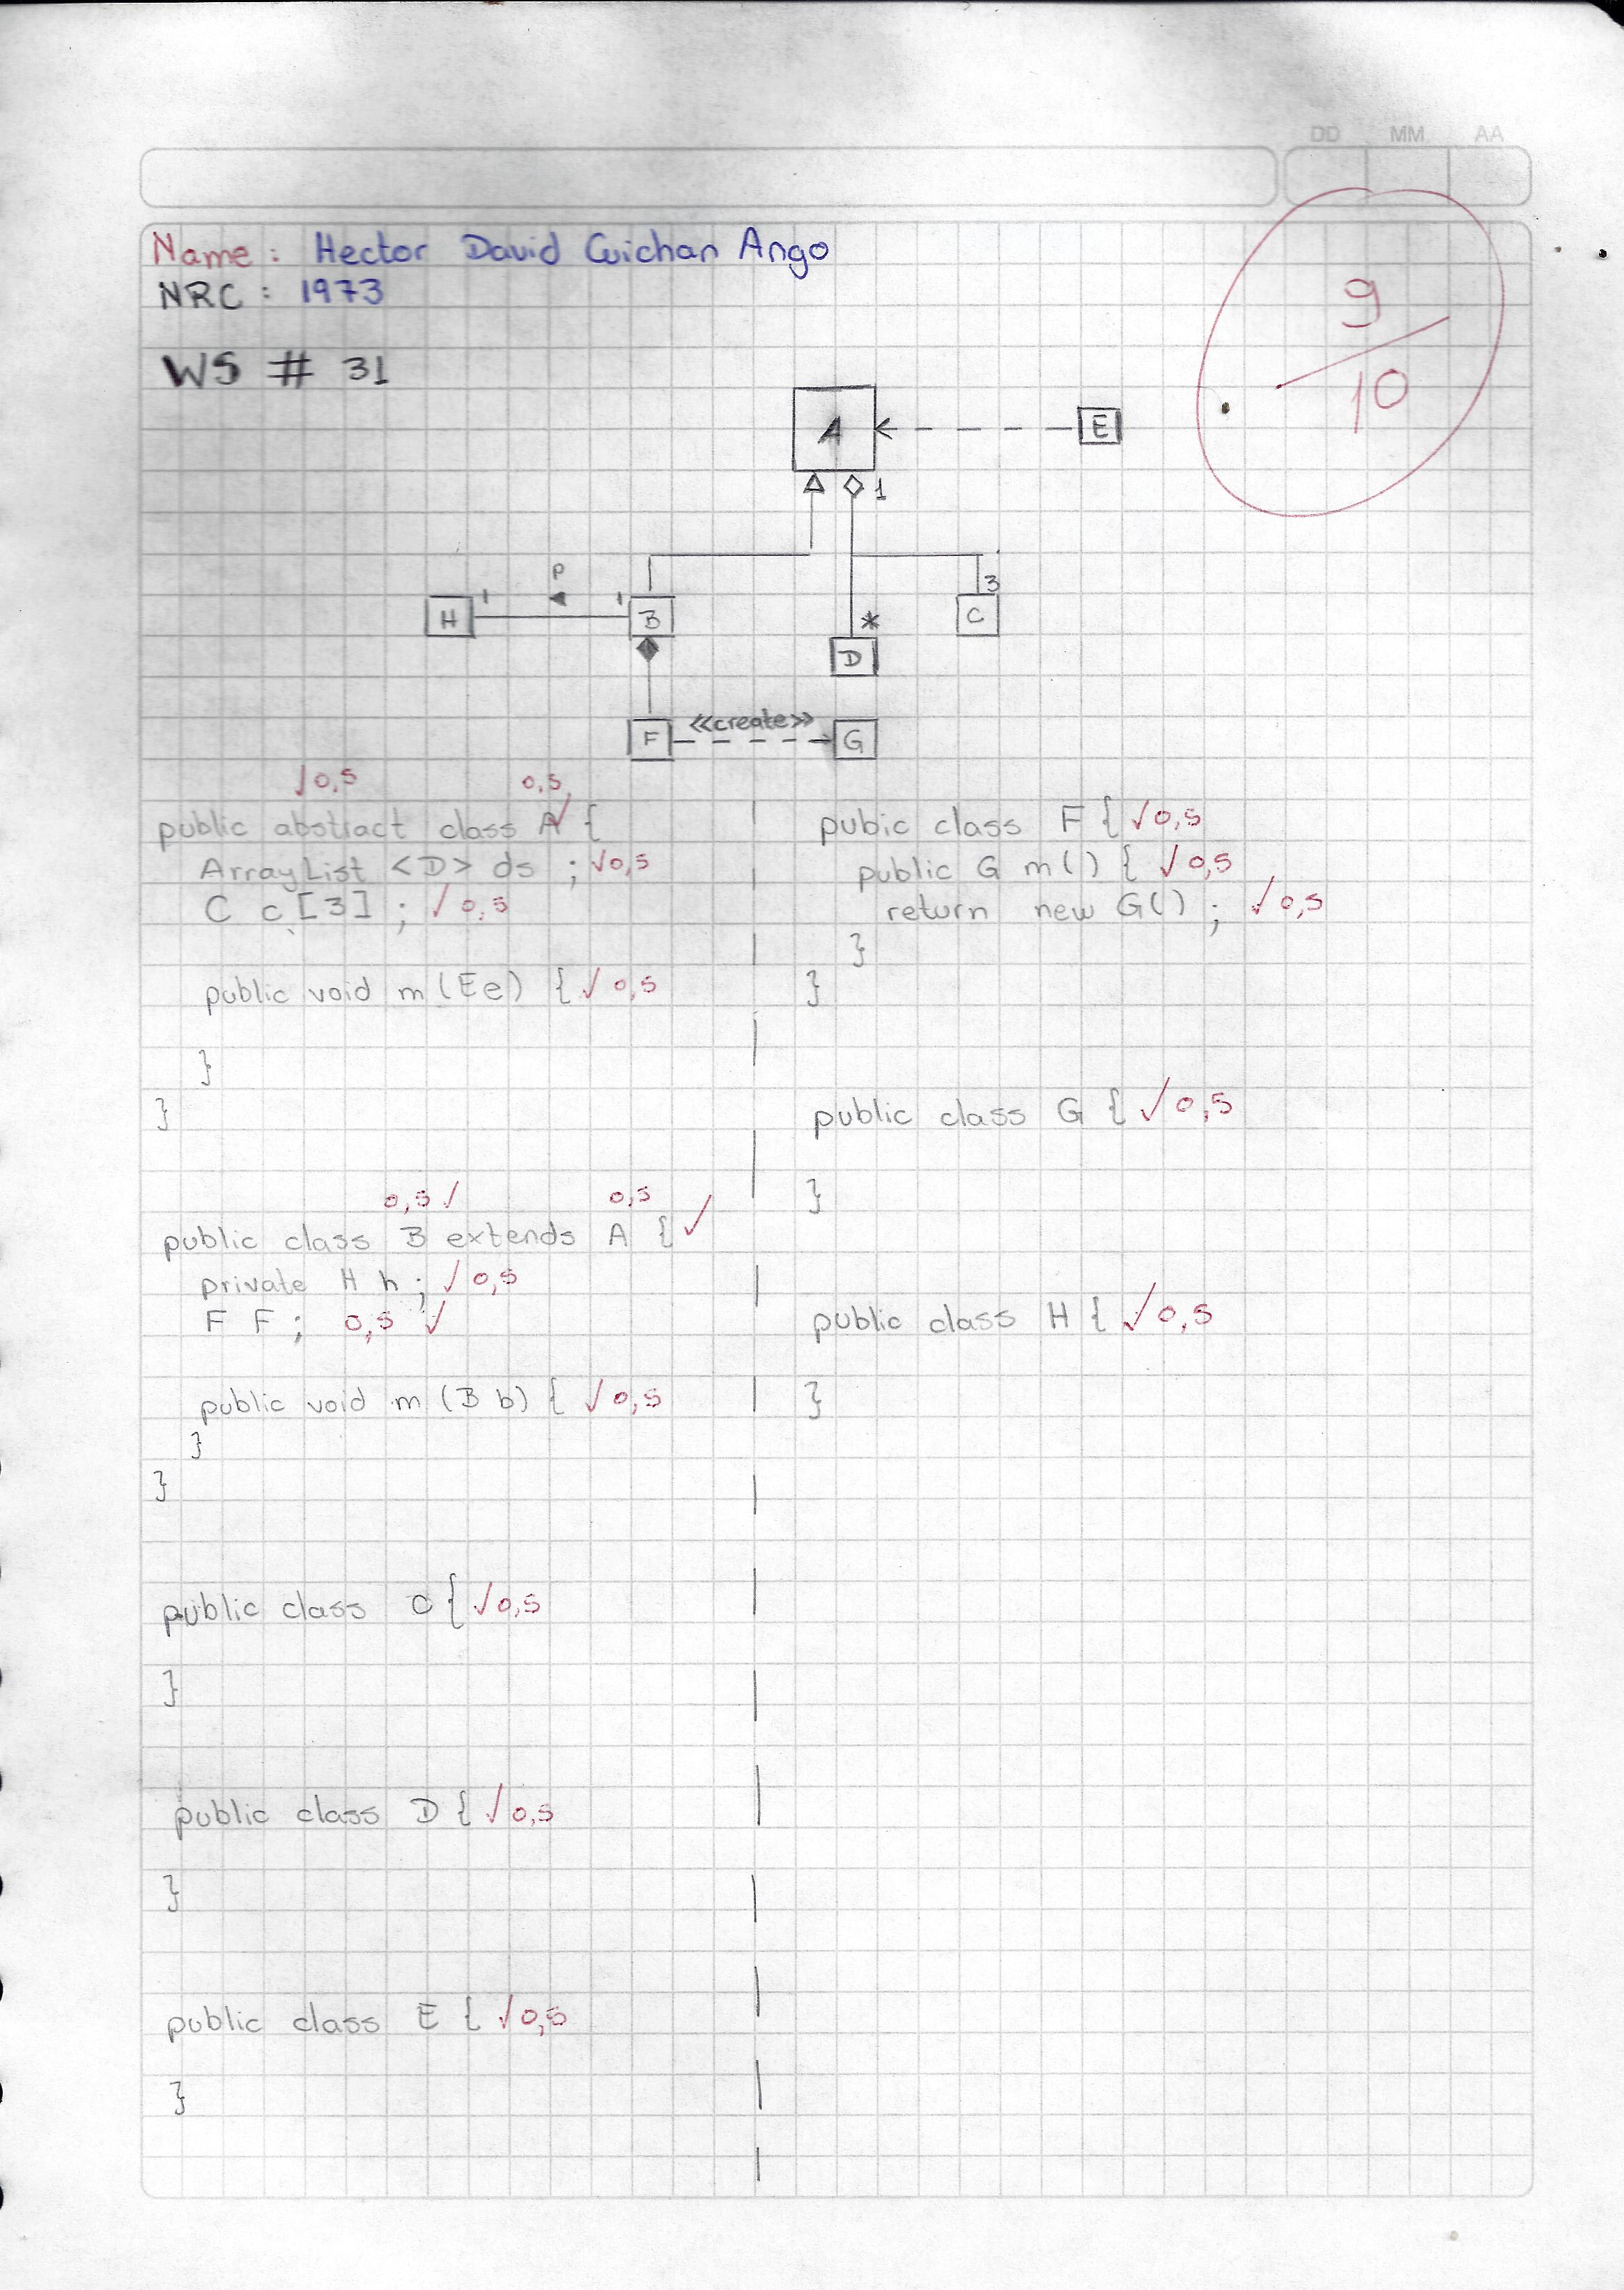 DD MM AA
Name: Hector David Guichan Ango
NRC: 1973
9
10
WS # 31
A
E
1
P
3
H
1
1
B
C
*
D
<<create>>
F
G
√0,5 0,5
public abstract class A √ {
ArrayList <D> ds ; √0,5
C c[3] ; √ 0,5
public void m (E e) { √ 0,5
}
}
0,5 √ 0,5
public class B extends A { √
private H h ; √ 0,5
F F ; 0,5 √
public void m (B b) { √ 0,5
}
}
public class C { √0,5
}
public class D { √0,5
}
public class E { √0,5
}
pubic class F { √0,5
public G m() { √ 0,5
return new G() ; √0,5
}
}
public class G { √0,5
}
public class H { √0,5
}